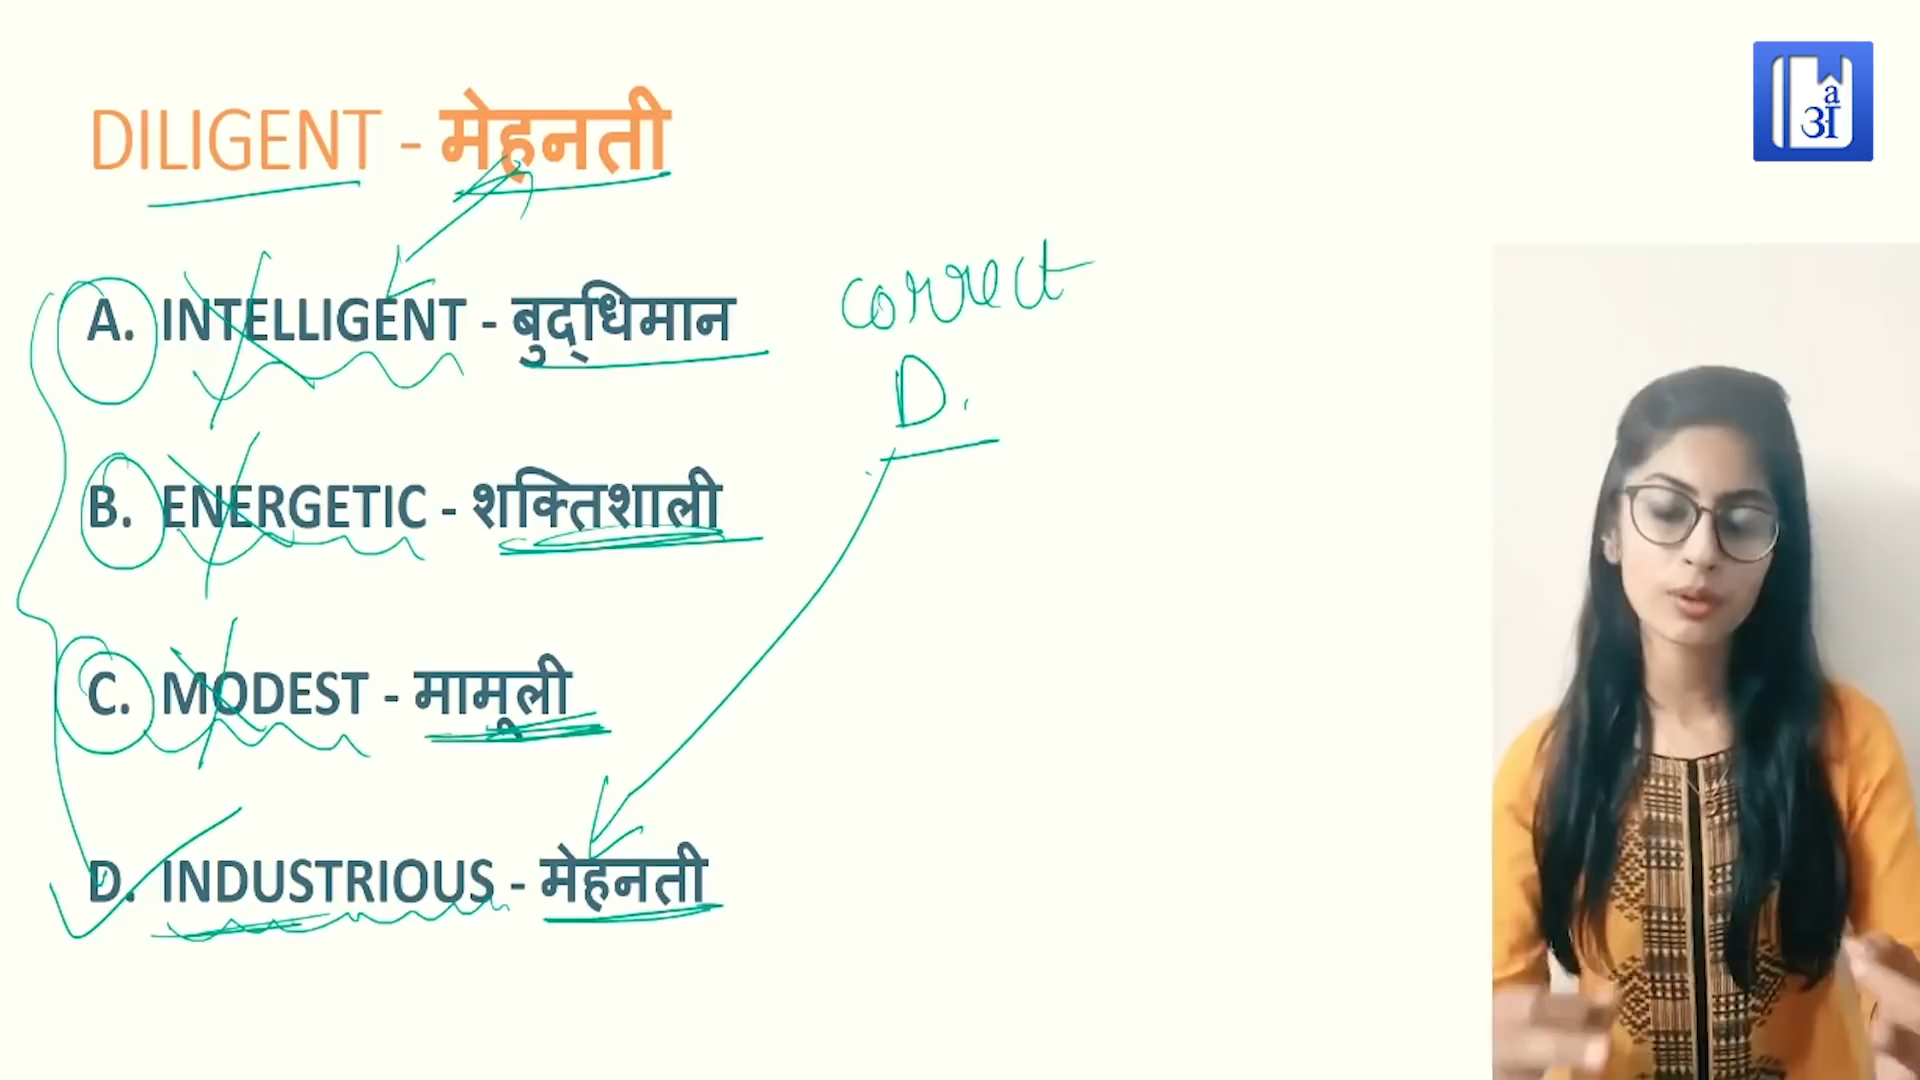 DILIGENT - मेहनती
A. INTELLIGENT - बुद्धिमान
B. ENERGETIC - शक्तिशाली
C. MODEST - मामूली
D. INDUSTRIOUS - मेहनती
correct
D.
a
अ